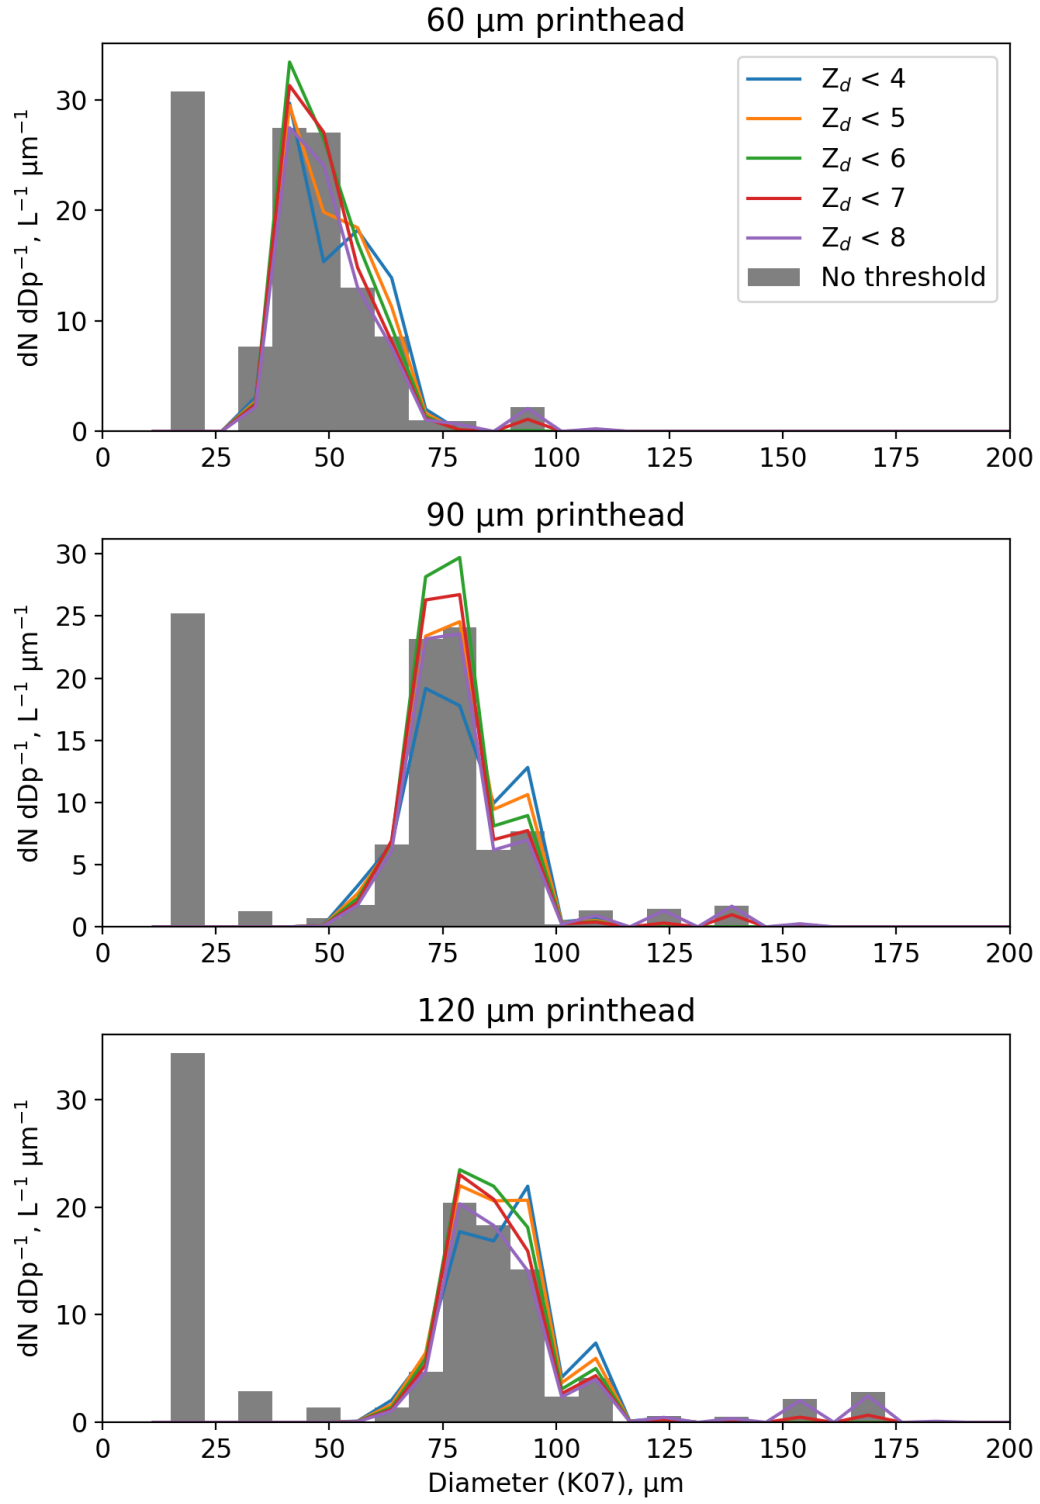 60 µm printhead
dN dDp⁻¹, L⁻¹ µm⁻¹
30
20
10
0
0 25 50 75 100 125 150 175 200
Z_d < 4
Z_d < 5
Z_d < 6
Z_d < 7
Z_d < 8
No threshold
90 µm printhead
dN dDp⁻¹, L⁻¹ µm⁻¹
30
25
20
15
10
5
0
0 25 50 75 100 125 150 175 200
120 µm printhead
dN dDp⁻¹, L⁻¹ µm⁻¹
30
20
10
0
0 25 50 75 100 125 150 175 200
Diameter (K07), µm